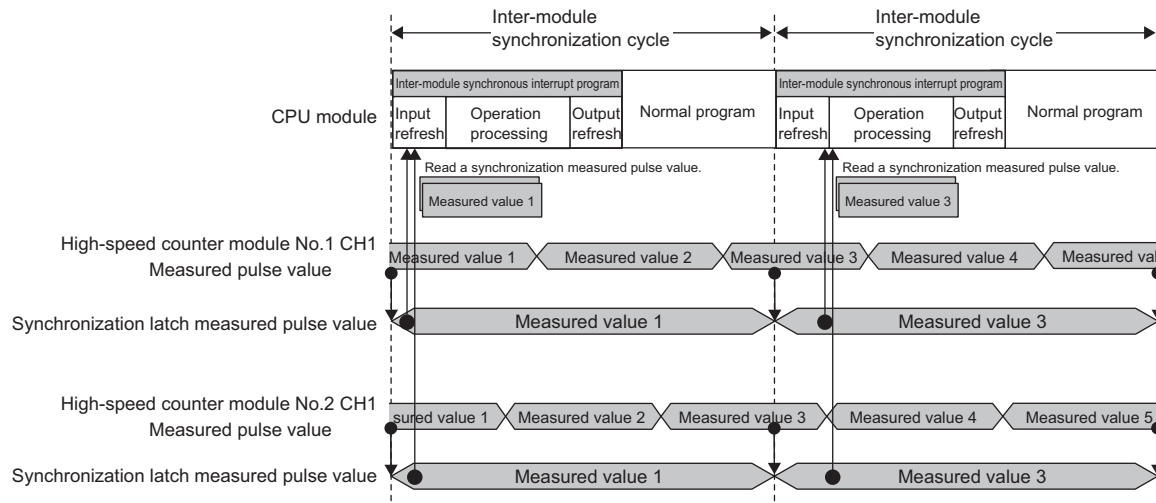 Inter-module
synchronization cycle
Inter-module
synchronization cycle
CPU module
Inter-module synchronous interrupt program
Input
refresh
Operation
processing
Output
refresh
Normal program
Inter-module synchronous interrupt program
Input
refresh
Operation
processing
Output
refresh
Normal program
Read a synchronization measured pulse value.
Measured value 1
Read a synchronization measured pulse value.
Measured value 3
High-speed counter module No.1 CH1
Measured pulse value
Measured value 1
Measured value 2
Measured value 3
Measured value 4
Measured val
Synchronization latch measured pulse value
Measured value 1
Measured value 3
High-speed counter module No.2 CH1
Measured pulse value
sured value 1
Measured value 2
Measured value 3
Measured value 4
Measured value 5
Synchronization latch measured pulse value
Measured value 1
Measured value 3